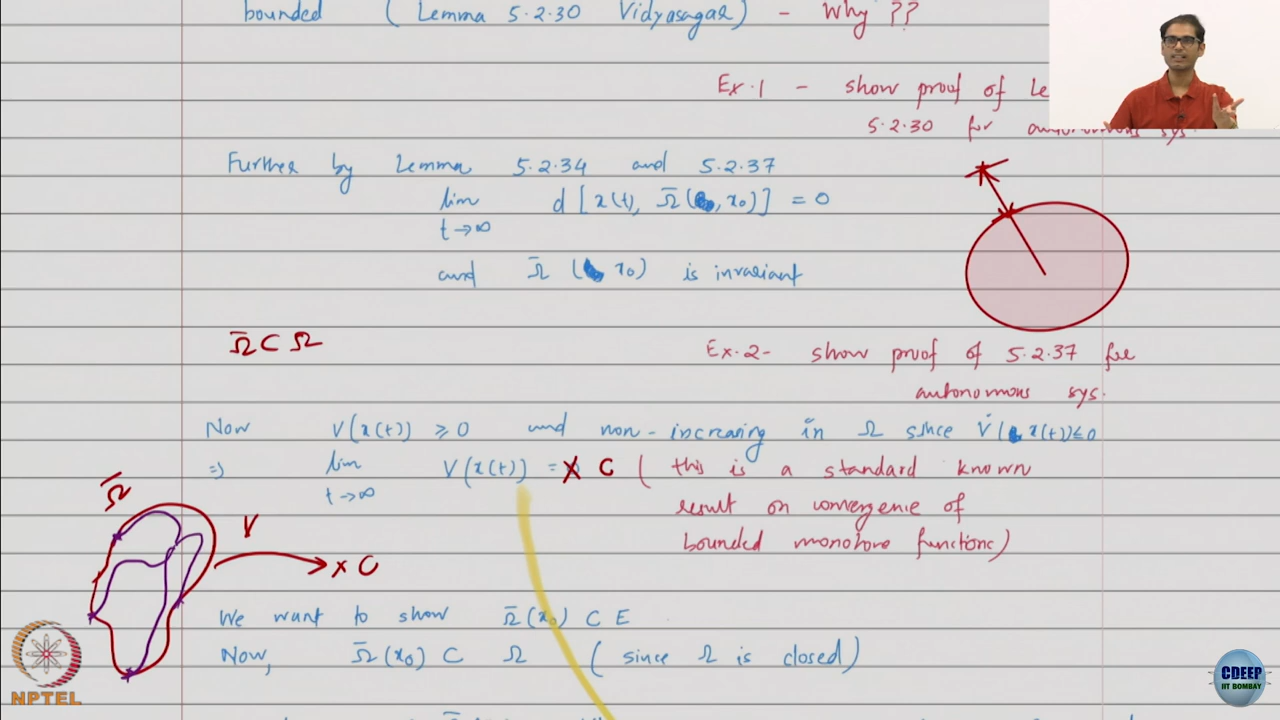 bounded ( Lemma 5.2.30 Vidyasagar) - Why ??
Ex.1 - show proof of Le
5.2.30 for autonomous sys.
Further by Lemma 5.2.34 and 5.2.37
lim d [x(t), Ω̄( , x₀)] = 0
t→∞
and Ω̄ ( x₀) is invariant
Ω̄ ⊂ Ω
Ex.2- show proof of 5.2.37 for
autonomous sys.
Now V(x(t)) ≥ 0 and non-increasing in Ω since V̇( x(t)) ≤ 0
⇒ lim V(x(t)) = C ( this is a standard known
t→∞ result on convergence of
bounded monotone functions)
Ω̄
V
x C
We want to show Ω̄(x₀) ⊂ E
Now, Ω̄(x₀) ⊂ Ω ( since Ω is closed)
NPTEL
CDEEP
IIT BOMBAY